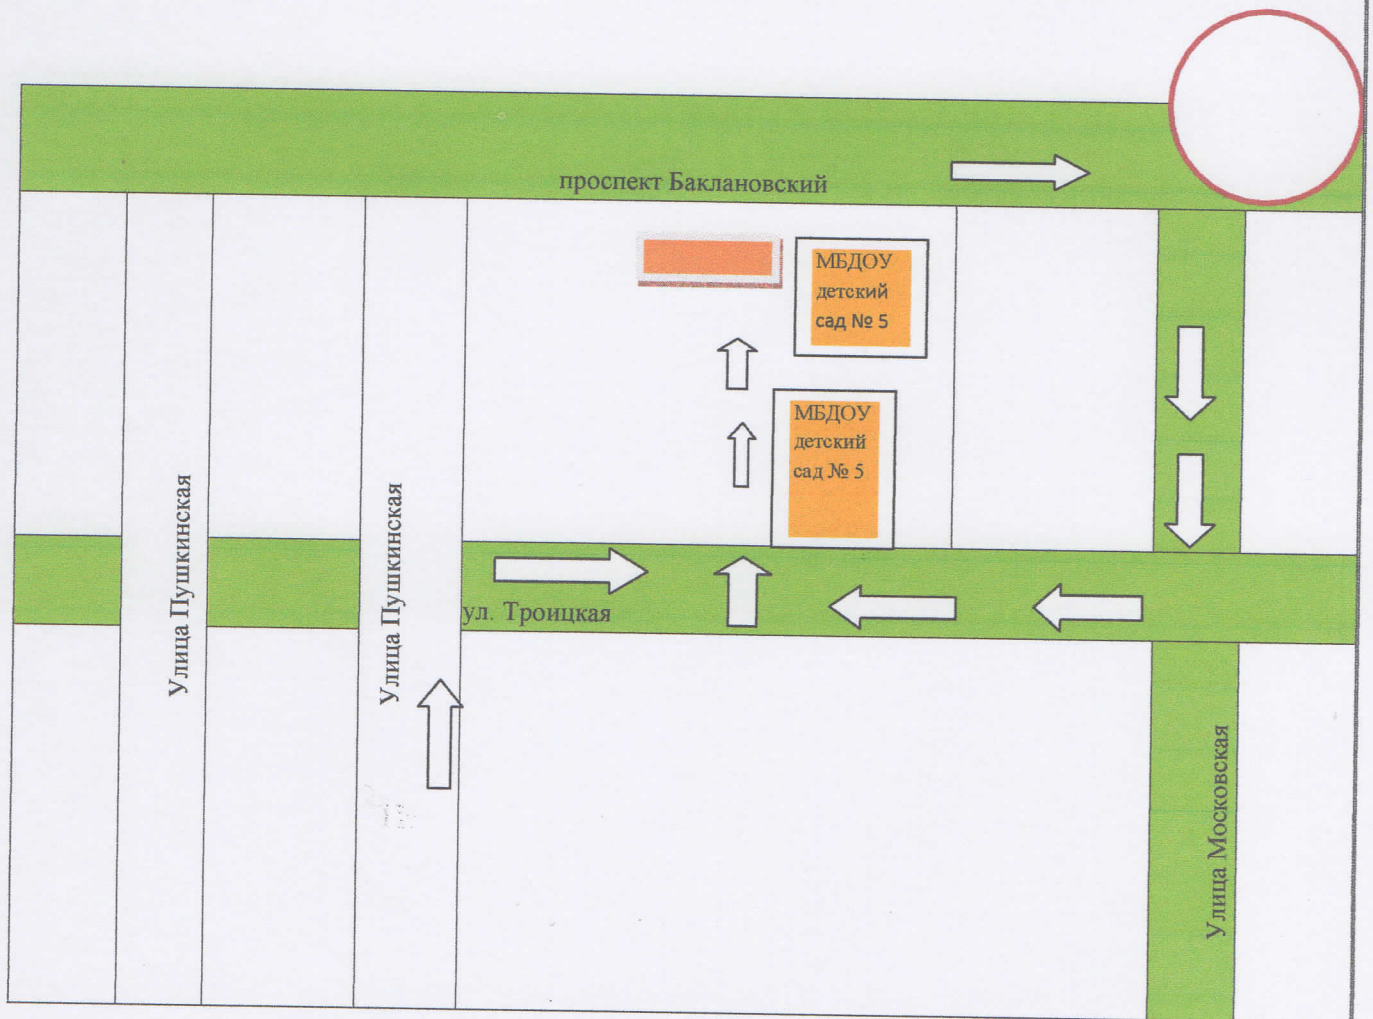 проспект Баклановский
МБДОУ
детский
сад № 5
МБДОУ
детский
сад № 5
Улица Пушкинская
Улица Пушкинская
ул. Троицкая
Улица Московская